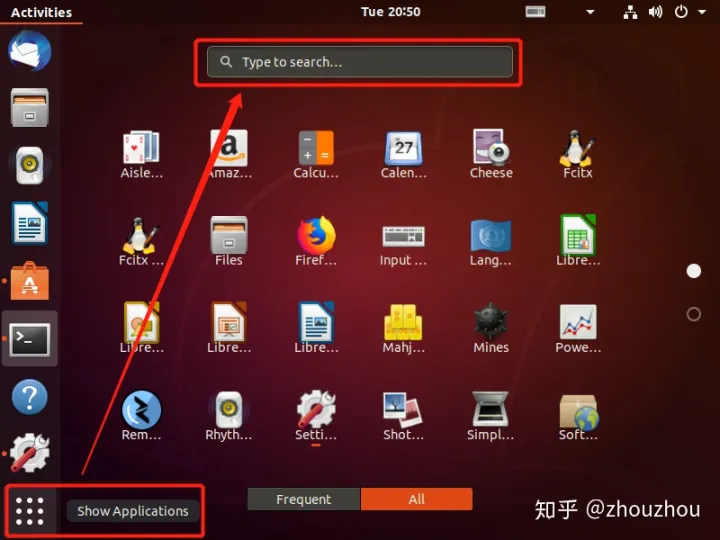 Activities
Tue 20:50
Type to search...
27
Aisle...
Amaz...
Calcu...
Calen...
Cheese
Fcitx
Fcitx ...
Files
Firef...
Input ...
Lang...
Libre...
Libre...
Libre...
Libre...
Mahj...
Mines
Powe...
Rem...
Rhyth...
Setti...
Shot...
Simpl...
Soft...
Show Applications
Frequent
All
知乎 @zhouzhou